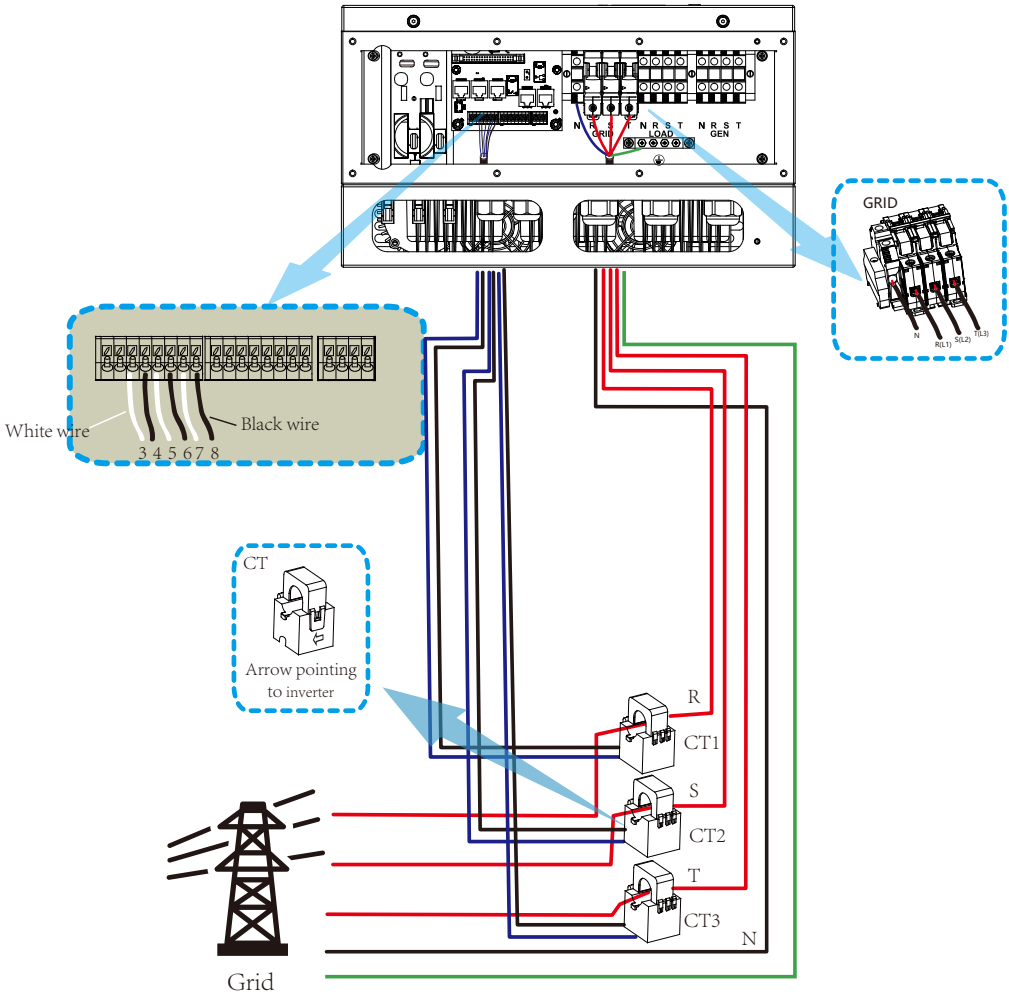 N R S T N R S T N R S T
GRID LOAD GEN
GRID
N R(L1) S(L2) T(L3)
White wire
Black wire
3 4 5 6 7 8
CT
Arrow pointing
to inverter
R
CT1
S
CT2
T
CT3
N
Grid